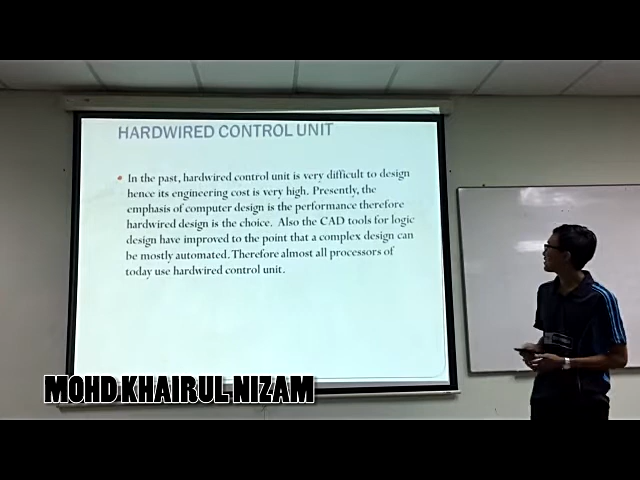 HARDWIRED CONTROL UNIT
In the past, hardwired control unit is very difficult to design
hence its engineering cost is very high. Presently, the
emphasis of computer design is the performance therefore
hardwired design is the choice. Also the CAD tools for logic
design have improved to the point that a complex design can
be mostly automated. Therefore almost all processors of
today use hardwired control unit.
MOHD KHAIRUL NIZAM